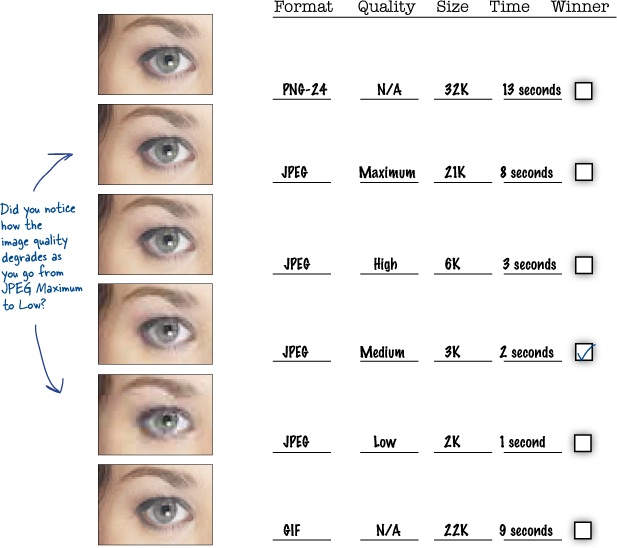 Format Quality Size Time Winner
PNG-24 N/A 32K 13 seconds
JPEG Maximum 21K 8 seconds
Did you notice
how the
image quality
degrades as
you go from
JPEG Maximum
to Low?
JPEG High 6K 3 seconds
JPEG Medium 3K 2 seconds
JPEG Low 2K 1 second
GIF N/A 22K 9 seconds